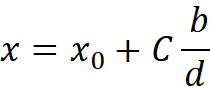 x = x₀ + C b/d